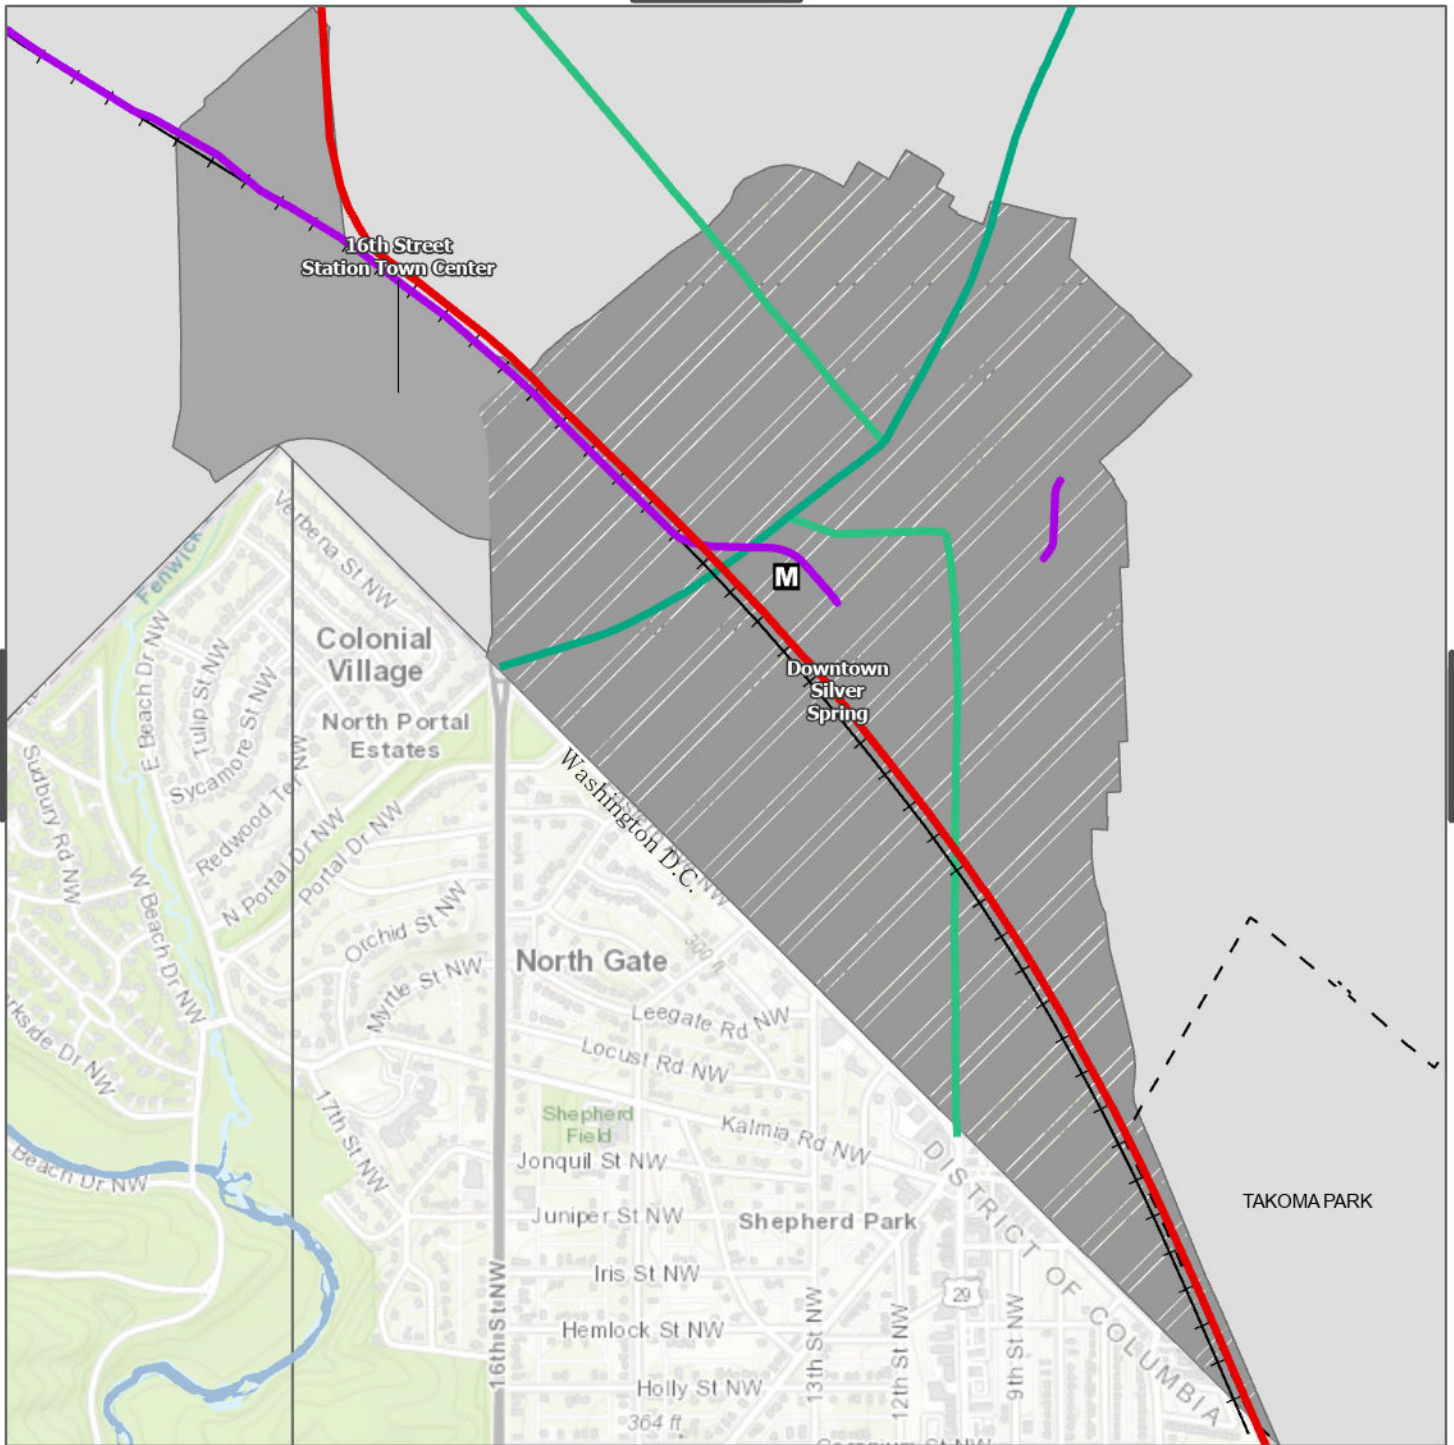 16th Street
Station Town Center
Verbena St NW
Fenwick
Colonial
Village
E Beach Dr NW
Tulip St NW
Sycamore St NW
North Portal
Estates
M
Downtown
Silver
Spring
Sudbury Rd NW
Redwood Ter NW
N Portal Dr NW
Portal Dr NW
Washington D.C.
W Beach Dr NW
Orchid St NW
North Gate
300 ft
Myrtle St NW
Leegate Rd NW
Locust Rd NW
rkside Dr NW
17th St NW
Shepherd
Field
Kalmia Rd NW
Beach Dr NW
Jonquil St NW
DISTRICT OF COLUMBIA
TAKOMA PARK
Juniper St NW
Shepherd Park
Iris St NW
29
16th St NW
Hemlock St NW
13th St NW
12th St NW
9th St NW
Holly St NW
364 ft